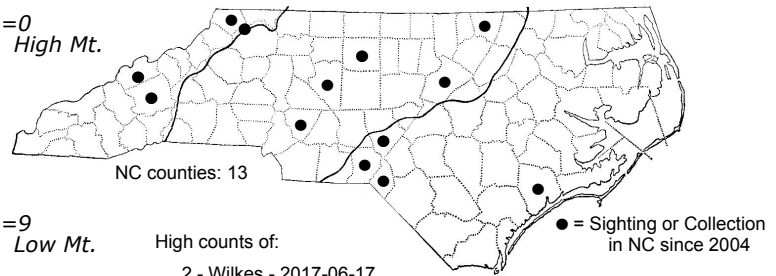 =0
High Mt.
NC counties: 13
=9
Low Mt.
High counts of:
2 - Wilkes - 2017-06-17
● = Sighting or Collection
in NC since 2004